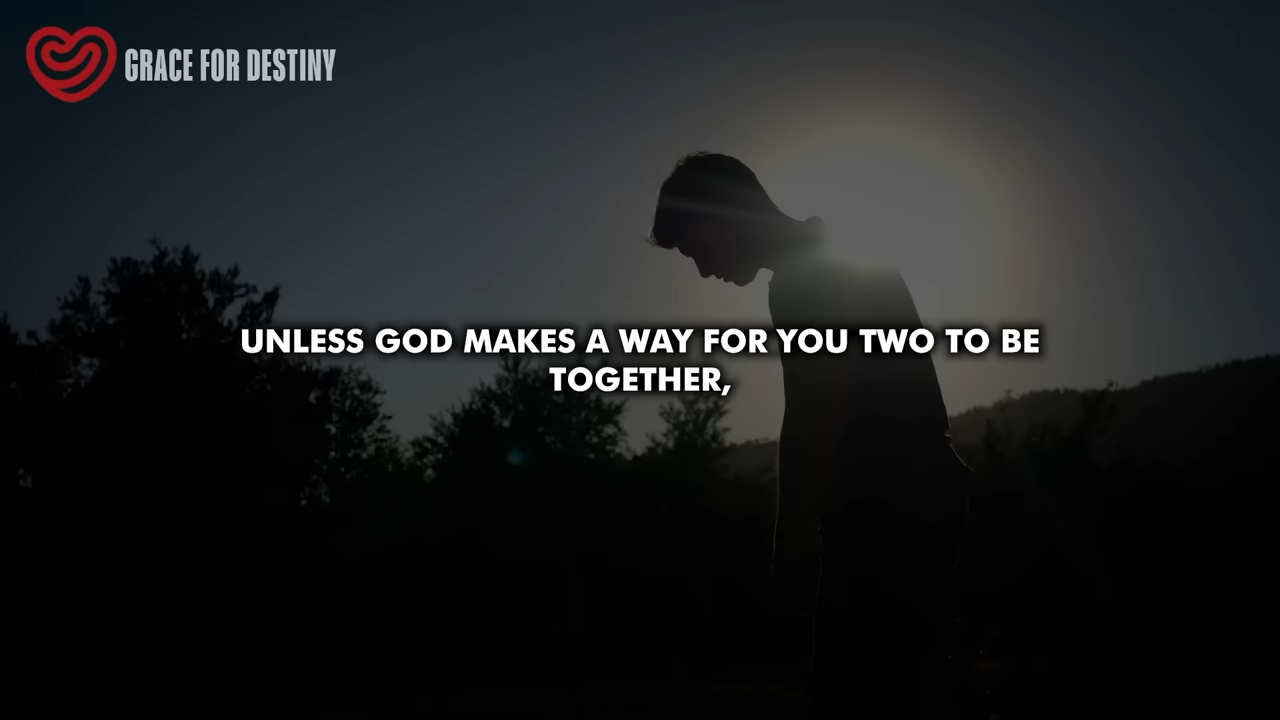 GRACE FOR DESTINY
UNLESS GOD MAKES A WAY FOR YOU TWO TO BE
TOGETHER,